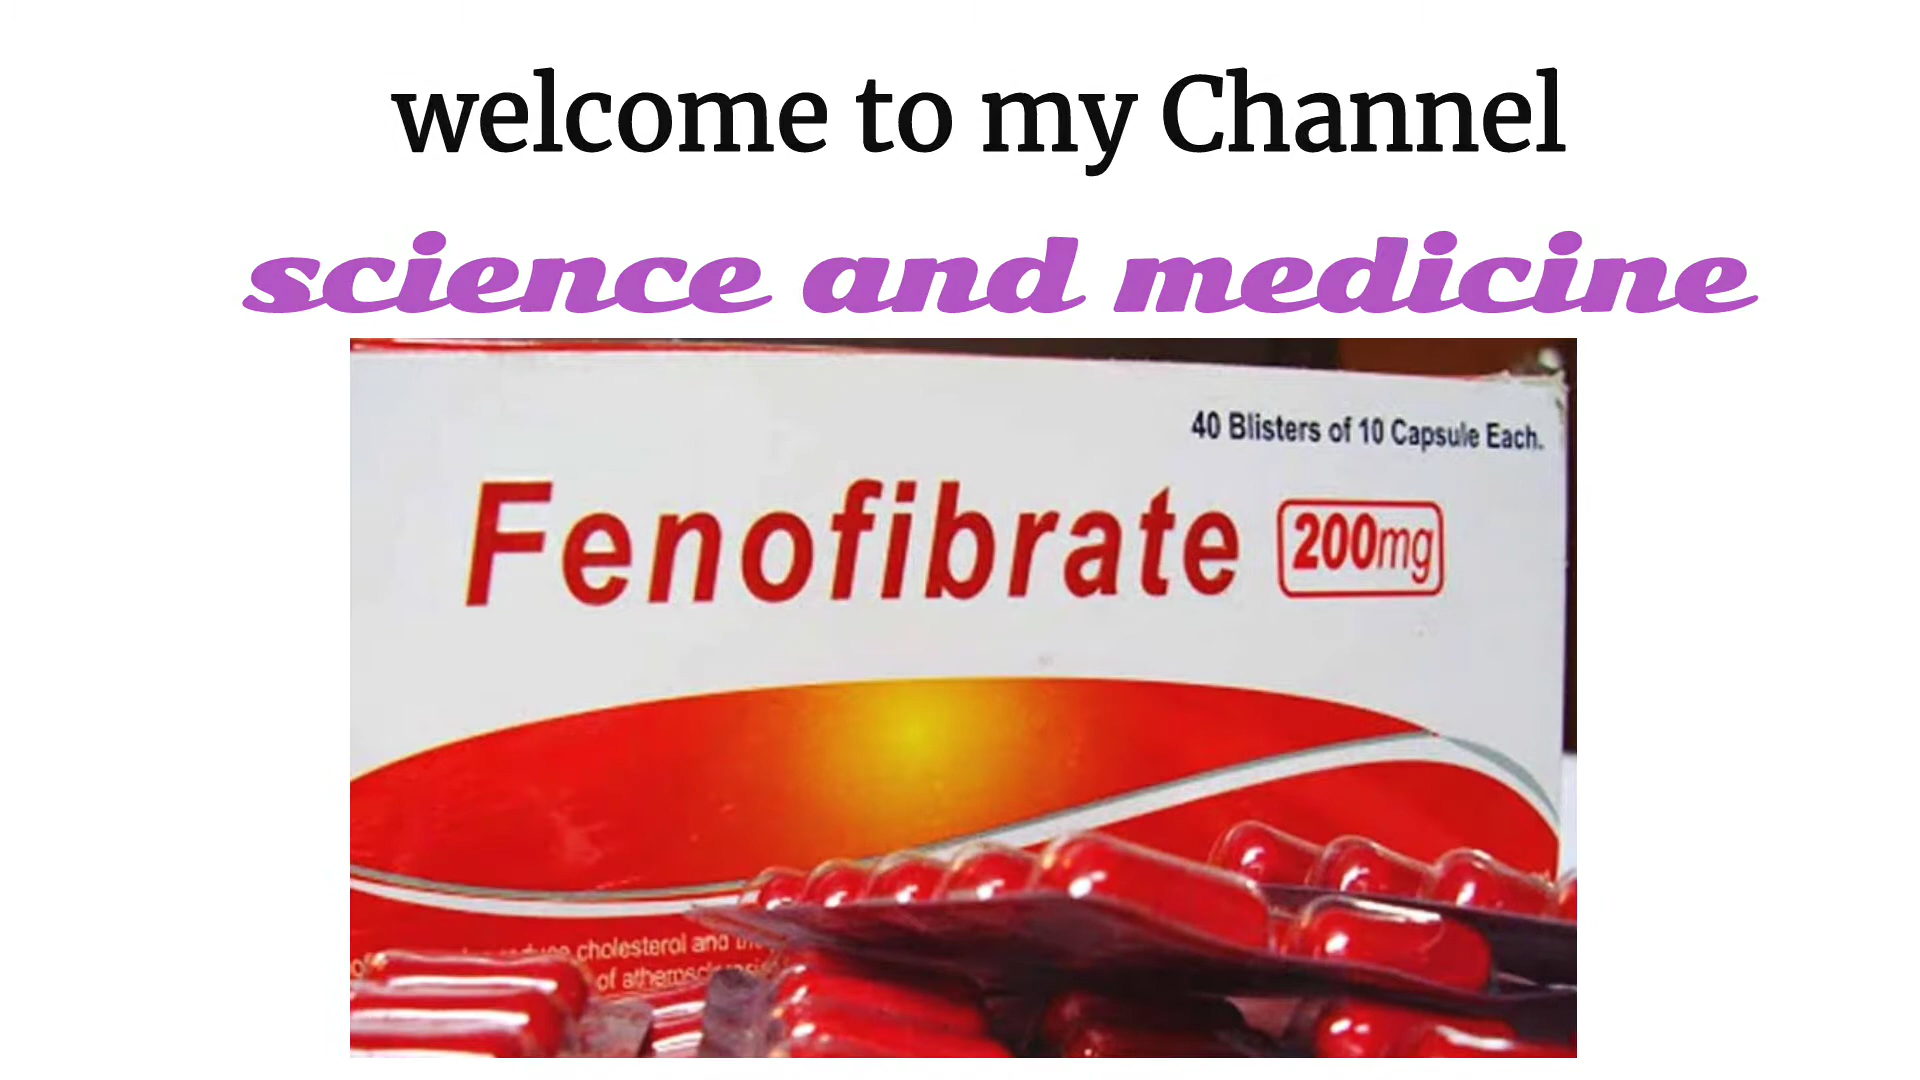 welcome to my Channel
science and medicine
40 Blisters of 10 Capsule Each.
Fenofibrate 200mg
cholesterol and
of